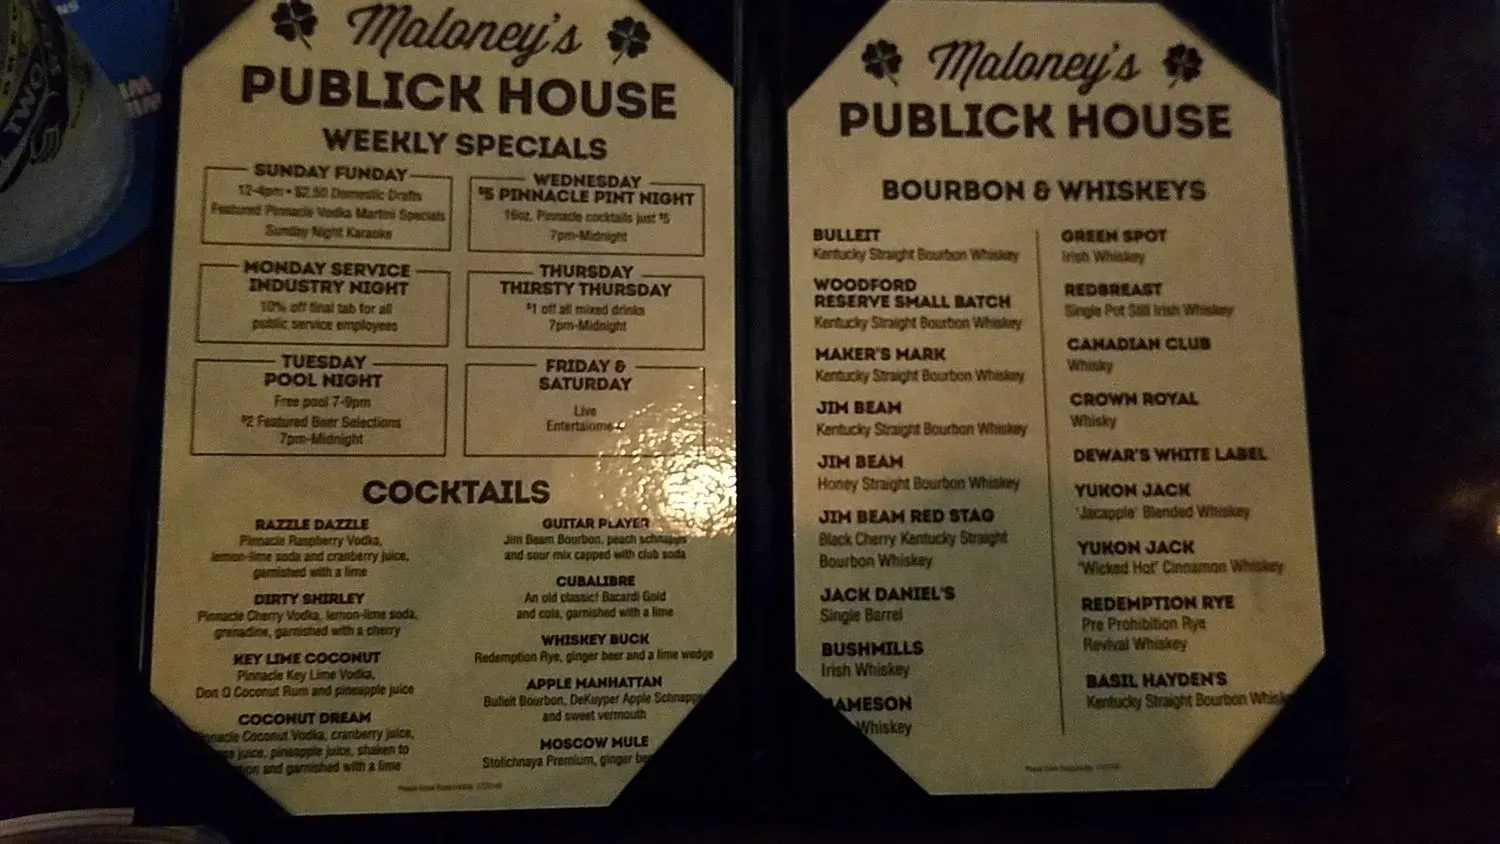 TWO
Maloney's
PUBLICK HOUSE
WEEKLY SPECIALS
SUNDAY FUNDAY
12-4pm • $2.50 Domestic Drafts
Featured Pinnacle Vodka Martini Specials
Sunday Night Karaoke
MONDAY SERVICE
INDUSTRY NIGHT
10% off final tab for all
public service employees
TUESDAY
POOL NIGHT
Free pool 7-9pm
$2 Featured Beer Selections
7pm-Midnight
WEDNESDAY
$5 PINNACLE PINT NIGHT
16oz. Pinnacle cocktails just $5
7pm-Midnight
THURSDAY
THIRSTY THURSDAY
$1 off all mixed drinks
7pm-Midnight
FRIDAY &
SATURDAY
Live
COCKTAILS
RAZZLE DAZZLE
Pinnacle Raspberry Vodka,
lemon-lime soda and cranberry juice,
garnished with a lime
DIRTY SHIRLEY
Pinnacle Cherry Vodka, lemon-lime soda,
grenadine, garnished with a cherry
KEY LIME COCONUT
Pinnacle Key Lime Vodka,
Don Q Coconut Rum and pineapple juice
COCONUT DREAM
Coconut Vodka, cranberry juice,
juice, pineapple juice, shaken to
and garnished with a lime
GUITAR PLAYER
Jim Beam Bourbon, peach schnapps
and sour mix capped with club soda
CUBALIBRE
An old classic! Bacardi Gold
and cola, garnished with a lime
WHISKEY BUCK
Redemption Rye, ginger beer and a lime wedge
APPLE MANHATTAN
Bulleit Bourbon, DeKuyper Apple Schnapps
and sweet vermouth
MOSCOW MULE
Stolichnaya Premium, ginger
Maloney's
PUBLICK HOUSE
BOURBON & WHISKEYS
BULLEIT
Kentucky Straight Bourbon Whiskey
WOODFORD
RESERVE SMALL BATCH
Kentucky Straight Bourbon Whiskey
MAKER'S MARK
Kentucky Straight Bourbon Whiskey
JIM BEAM
Kentucky Straight Bourbon Whiskey
JIM BEAM
Honey Straight Bourbon Whiskey
JIM BEAM RED STAG
Black Cherry Kentucky Straight
Bourbon Whiskey
JACK DANIEL'S
Single Barrel
BUSHMILLS
Irish Whiskey
JAMESON
Whiskey
GREEN SPOT
Irish Whiskey
REDBREAST
Single Pot Still Irish Whiskey
CANADIAN CLUB
Whisky
CROWN ROYAL
Whisky
DEWAR'S WHITE LABEL
YUKON JACK
'Jacapple' Blended Whiskey
YUKON JACK
'Wicked Hot' Cinnamon Whiskey
REDEMPTION RYE
Pre Prohibition Rye
Revival Whiskey
BASIL HAYDEN'S
Kentucky Straight Bourbon Whisk